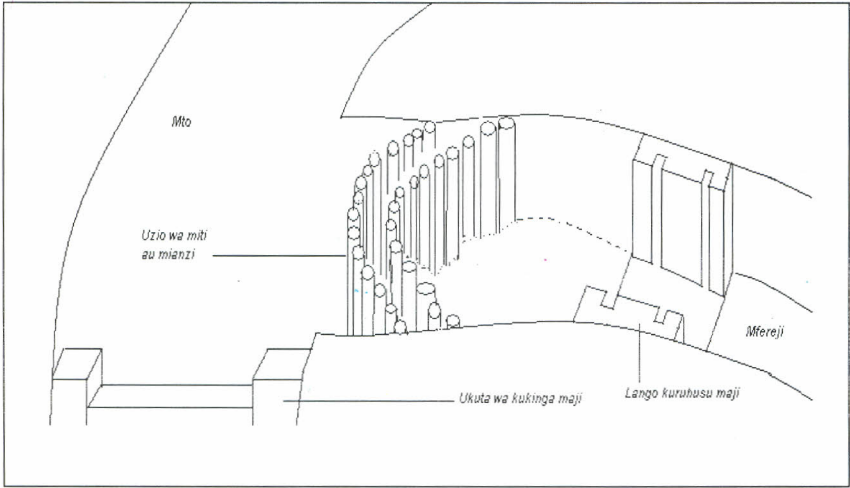 Mto
Uzio wa miti
au mianzi
Mfereji
Lango kuruhusu maji
Ukuta wa kukinga maji